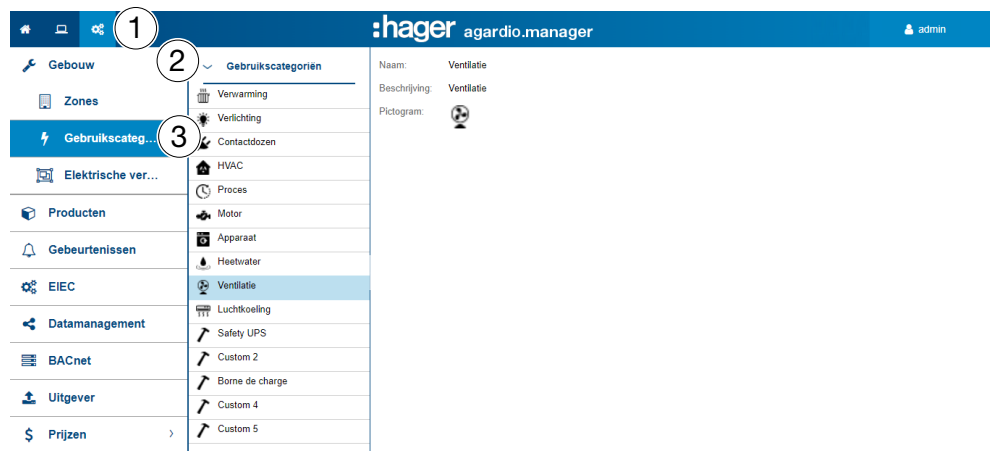 1
:hager agardio.manager
admin
Gebouw
Zones
Gebruikscateg...
Elektrische ver...
Producten
Gebeurtenissen
EIEC
Datamanagement
BACnet
Uitgever
Prijzen
2
Gebruikscategoriën
3
Verwarming
Verlichting
Contactdozen
HVAC
Proces
Motor
Apparaat
Heetwater
Ventilatie
Luchtkoeling
Safety UPS
Custom 2
Borne de charge
Custom 4
Custom 5
Naam: Ventilatie
Beschrijving: Ventilatie
Pictogram: